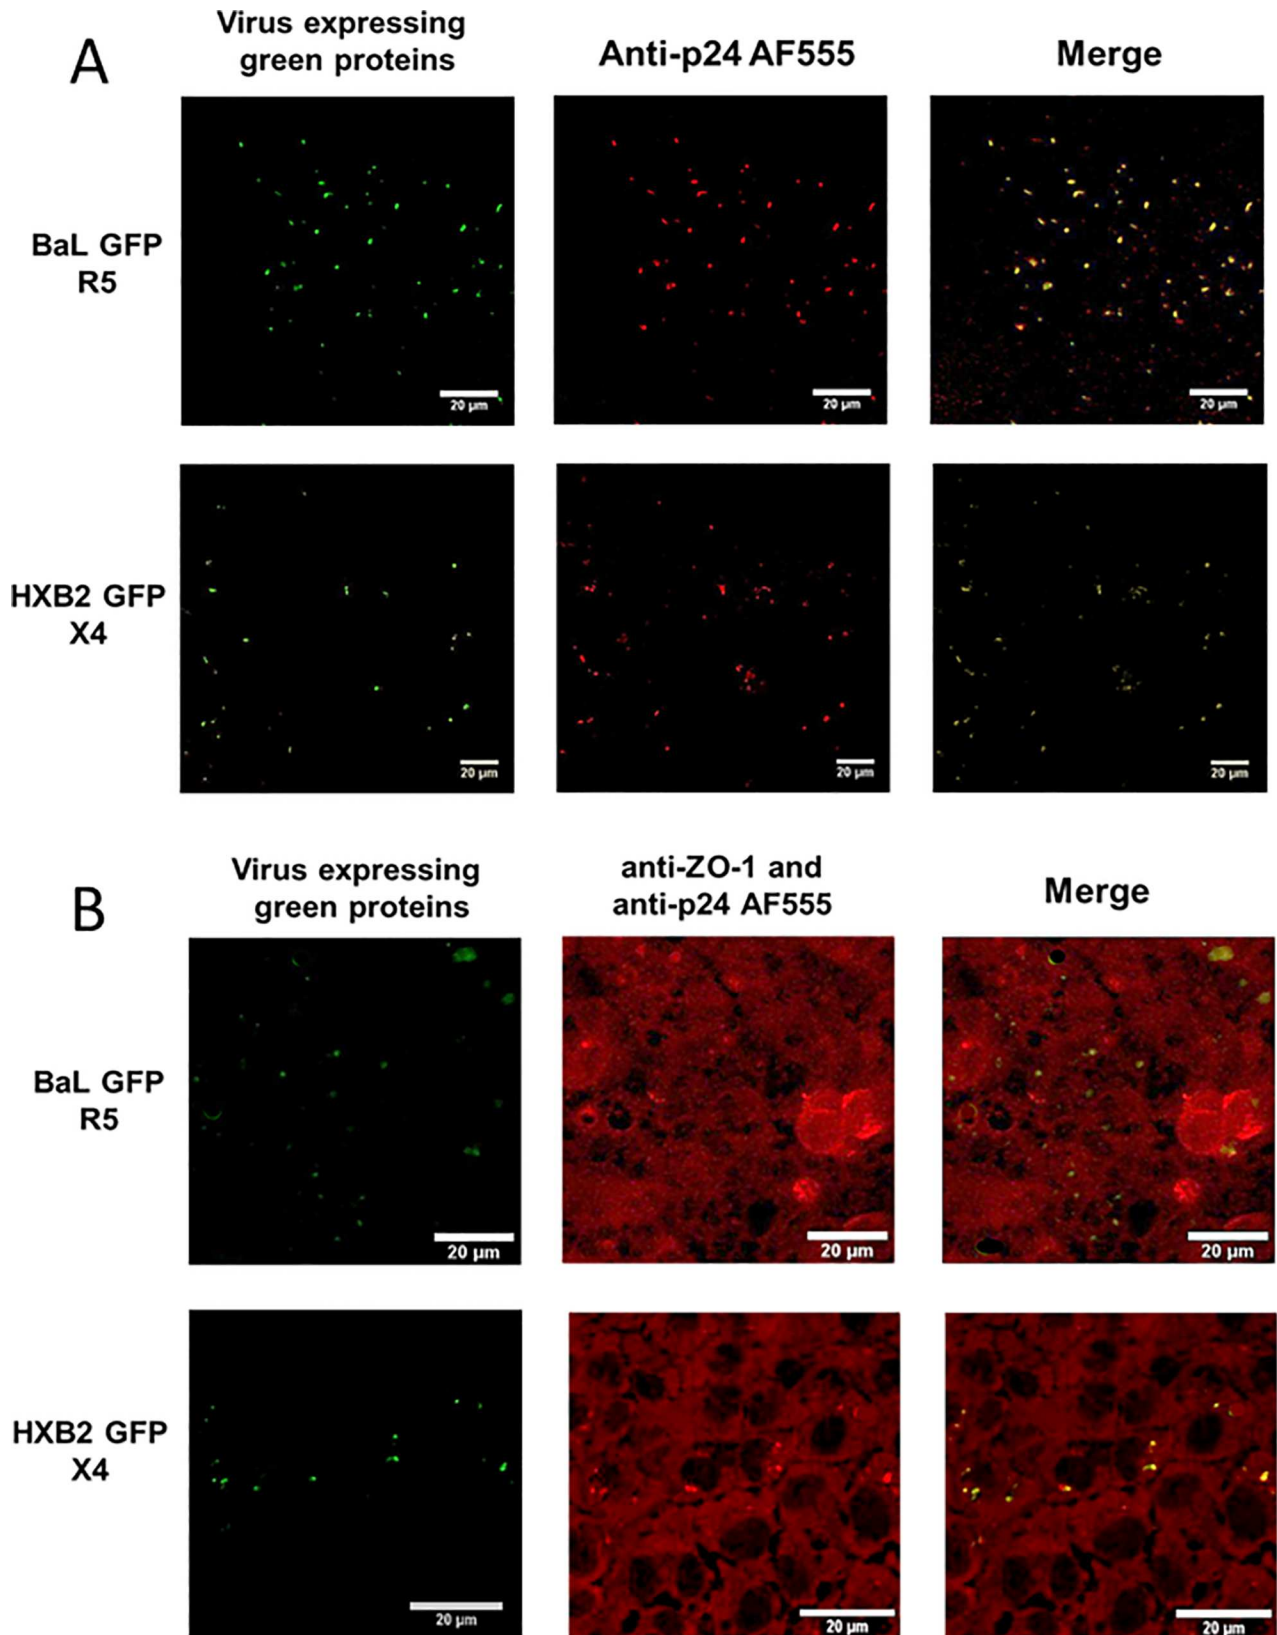 A
Virus expressing
green proteins
Anti-p24 AF555
Merge
BaL GFP
R5
20 µm
20 µm
20 µm
HXB2 GFP
X4
20 µm
20 µm
20 µm
B
Virus expressing
green proteins
anti-ZO-1 and
anti-p24 AF555
Merge
BaL GFP
R5
20 µm
20 µm
20 µm
HXB2 GFP
X4
20 µm
20 µm
20 µm